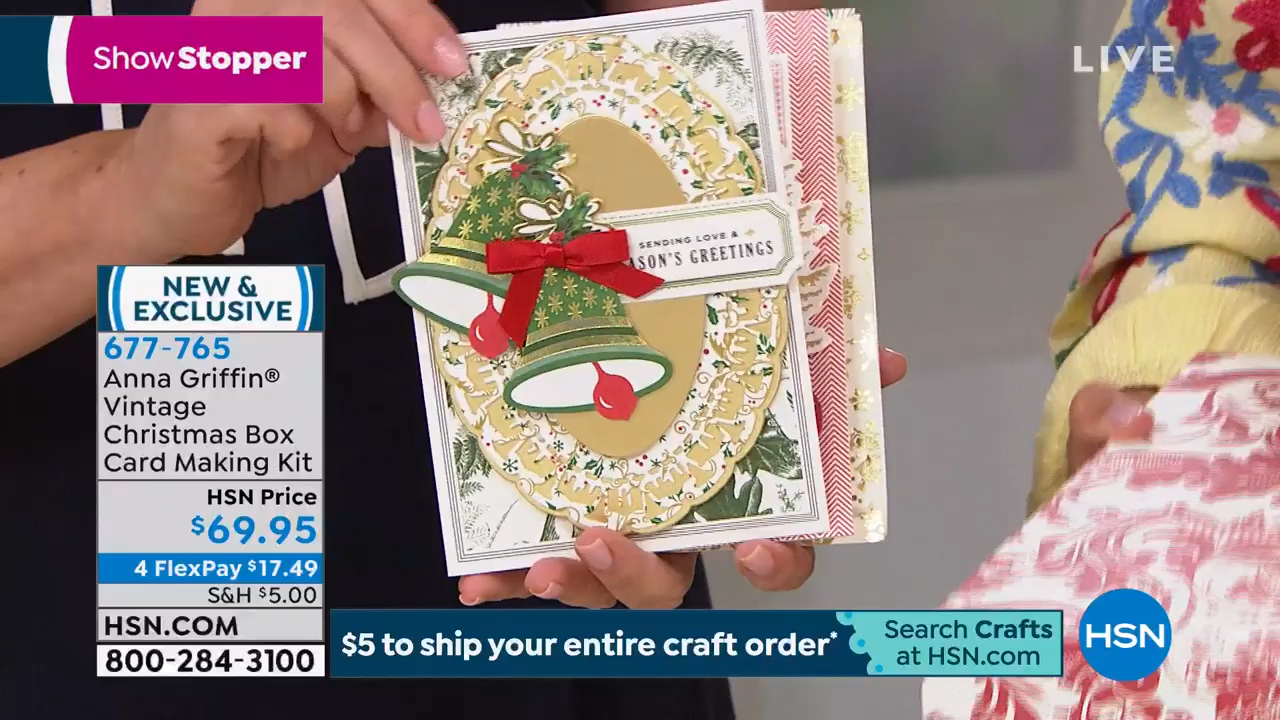 ShowStopper
LIVE
SENDING LOVE &
ASON'S GREETINGS
NEW &
EXCLUSIVE
677-765
Anna Griffin®
Vintage
Christmas Box
Card Making Kit
HSN Price
$69.95
4 FlexPay $17.49
S&H $5.00
HSN.COM
800-284-3100
$5 to ship your entire craft order*
Search Crafts
at HSN.com
HSN